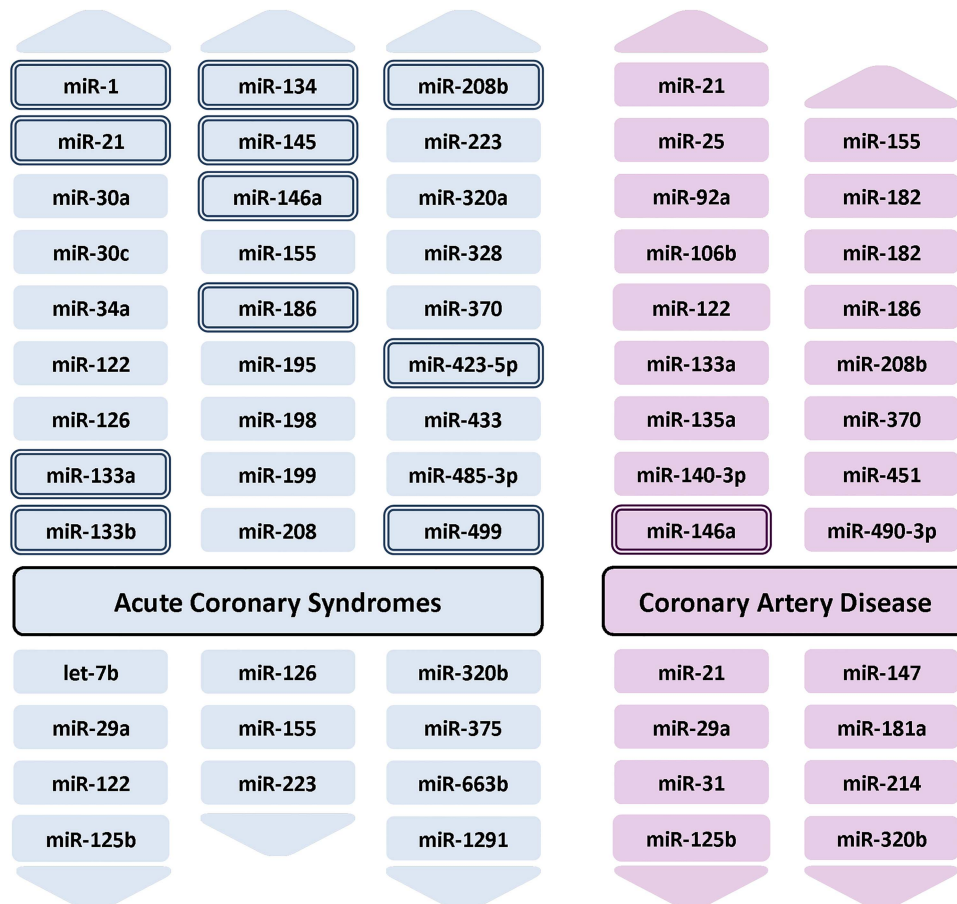 miR-1
miR-21
miR-30a
miR-30c
miR-34a
miR-122
miR-126
miR-133a
miR-133b
miR-134
miR-145
miR-146a
miR-155
miR-186
miR-195
miR-198
miR-199
miR-208
miR-208b
miR-223
miR-320a
miR-328
miR-370
miR-423-5p
miR-433
miR-485-3p
miR-499
Acute Coronary Syndromes
let-7b
miR-29a
miR-122
miR-125b
miR-126
miR-155
miR-223
miR-320b
miR-375
miR-663b
miR-1291
miR-21
miR-25
miR-92a
miR-106b
miR-122
miR-133a
miR-135a
miR-140-3p
miR-146a
miR-155
miR-182
miR-182
miR-186
miR-208b
miR-370
miR-451
miR-490-3p
Coronary Artery Disease
miR-21
miR-29a
miR-31
miR-125b
miR-147
miR-181a
miR-214
miR-320b